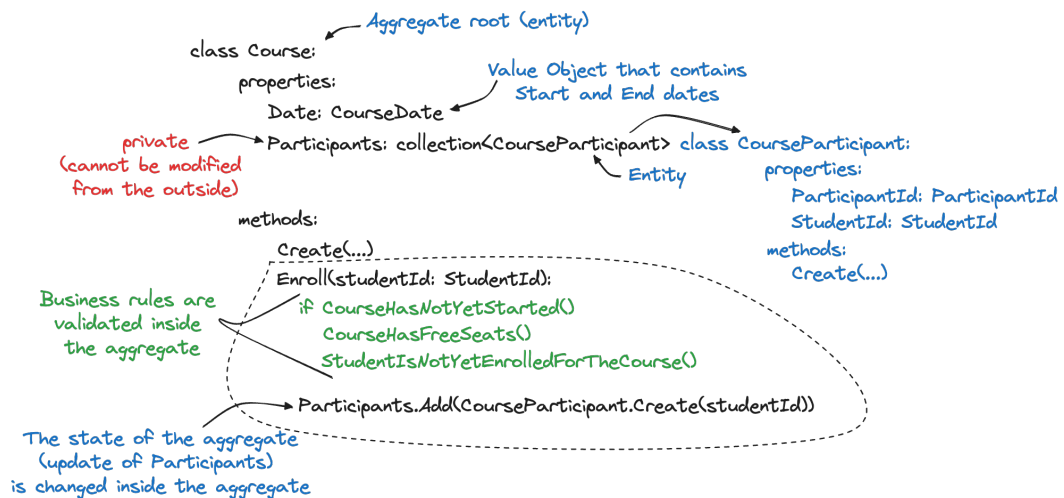 Aggregate root (entity)
class Course:
properties:
Value Object that contains
Start and End dates
Date: CourseDate
private
(cannot be modified
from the outside)
Participants: collection<CourseParticipant>
Entity
class CourseParticipant:
properties:
ParticipantId: ParticipantId
StudentId: StudentId
methods:
Create(...)
methods:
Create(...)
Enroll(studentId: StudentId):
Business rules are
validated inside
the aggregate
if CourseHasNotYetStarted()
CourseHasFreeSeats()
StudentIsNotYetEnrolledForTheCourse()
Participants.Add(CourseParticipant.Create(studentId))
The state of the aggregate
(update of Participants)
is changed inside the aggregate